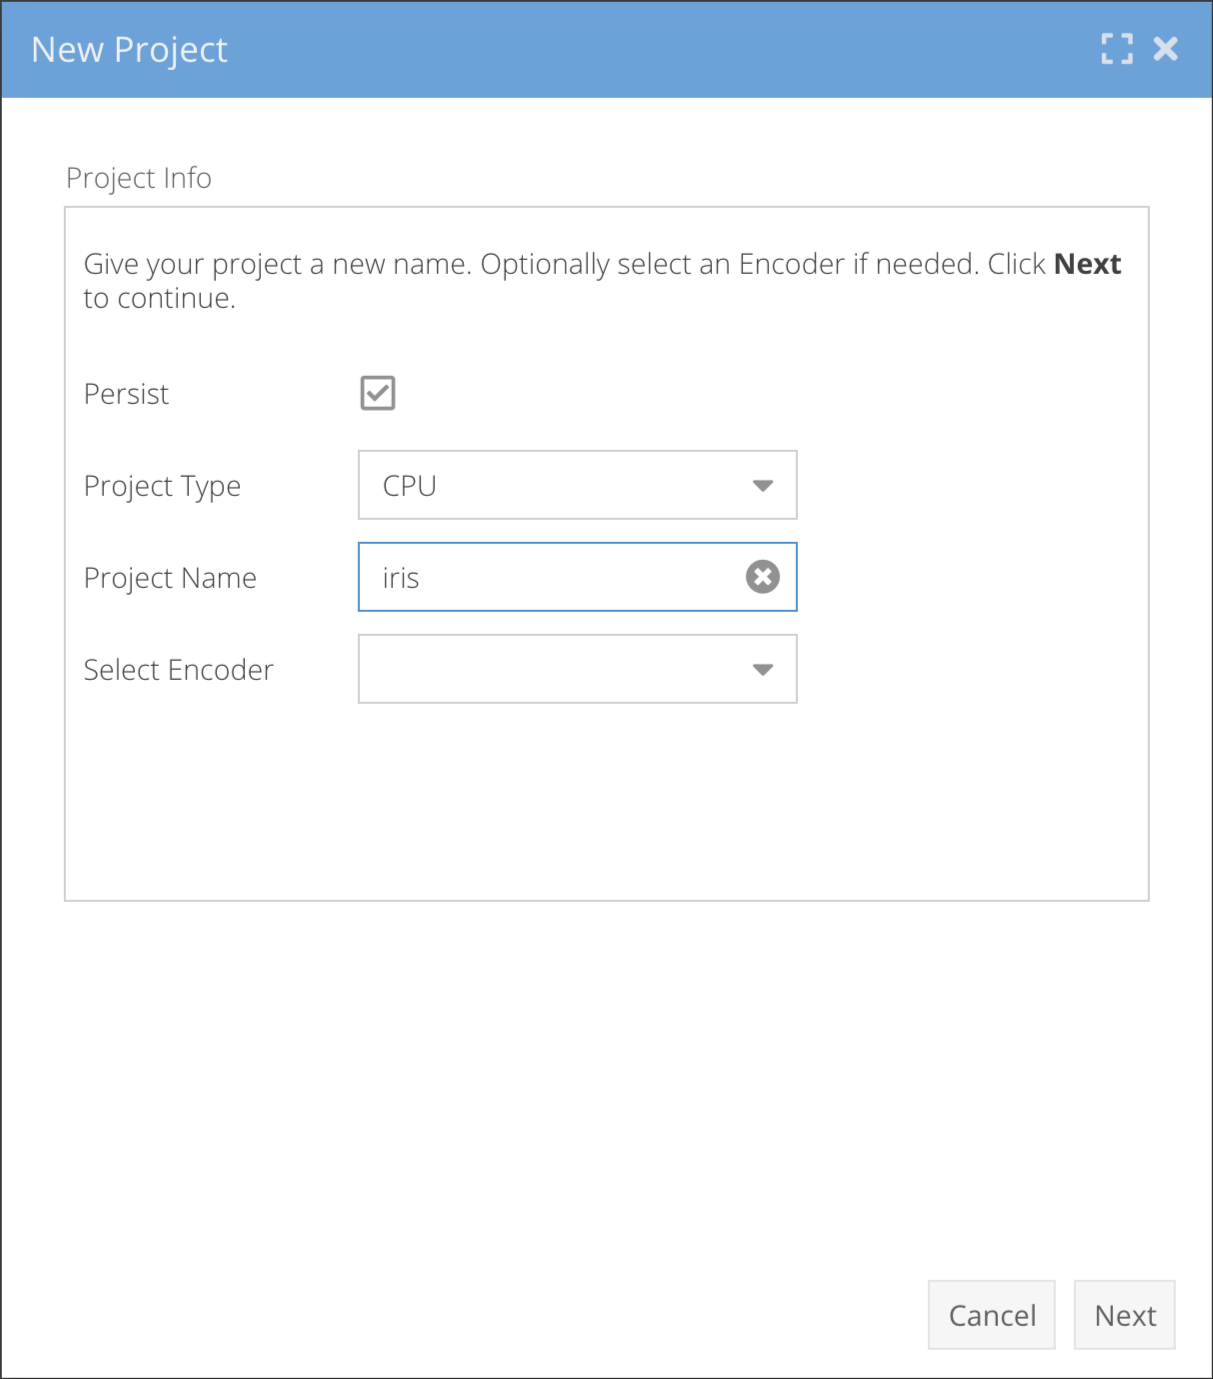 New Project
Project Info
Give your project a new name. Optionally select an Encoder if needed. Click Next
to continue.
Persist
Project Type CPU
Project Name iris
Select Encoder
Cancel Next